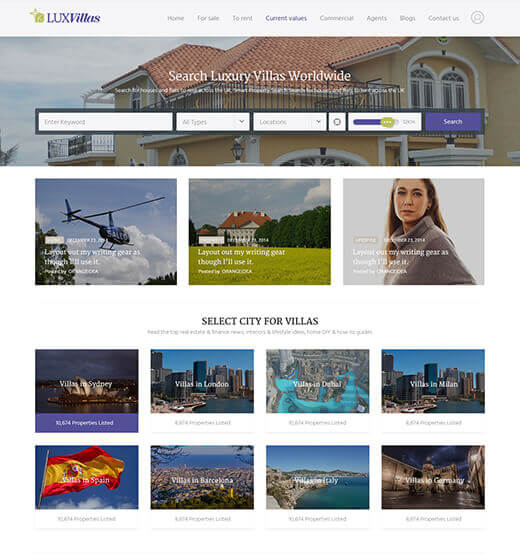 LUXVillas
Home For sale To rent Current values Commercial Agents Blogs Contact us
Search Luxury Villas Worldwide
Search for houses and flats to rent across the UK, Smart Property Search Search for houses and flats to rent across the UK
Enter Keyword All Types Locations Search
DECEMBER 23, 2014
Layout out my writing gear as
though I'll use it.
Posted by ORANGEIDEA
DECEMBER 23, 2014
Layout out my writing gear as
though I'll use it.
Posted by ORANGEIDEA
LIFESTYLE DECEMBER 23, 2014
Layout out my writing gear as
though I'll use it.
Posted by ORANGEIDEA
SELECT CITY FOR VILLAS
Read the top real estate & finance news, interiors & lifestyle ideas, home DIY & how-to guides
Villas in Sydney
10,674 Properties Listed
Villas in London
8,674 Properties Listed
Villas in Dubai
6,674 Properties Listed
Villas in Milan
8,674 Properties Listed
Villas in Spain
10,674 Properties Listed
Villas in Barcelona
8,674 Properties Listed
Villas in Italy
10,674 Properties Listed
Villas in Germany
8,674 Properties Listed